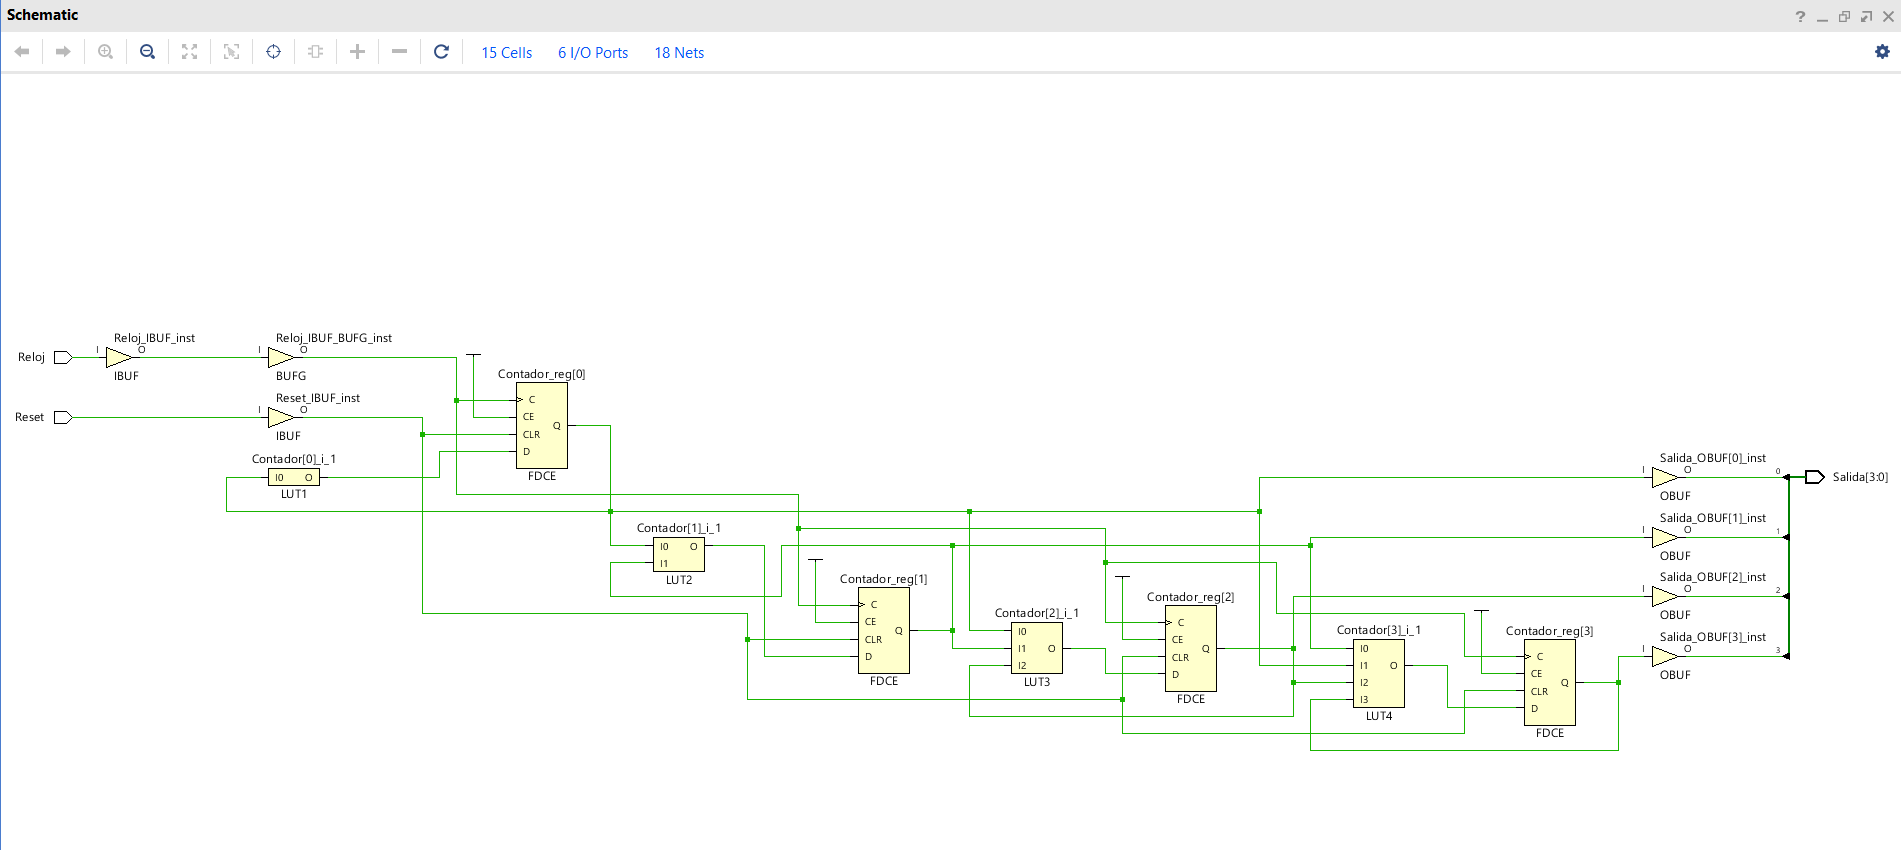 Schematic
?
15 Cells 6 I/O Ports 18 Nets
Reloj
I
Reloj_IBUF_inst
O
IBUF
I
Reloj_IBUF_BUFG_inst
O
BUFG
Reset
I
Reset_IBUF_inst
O
IBUF
Contador[0]_i_1
I0 O
LUT1
Contador_reg[0]
C
CE
CLR
D
Q
FDCE
Contador[1]_i_1
I0 O
I1
LUT2
Contador_reg[1]
C
CE
CLR
D
Q
FDCE
Contador[2]_i_1
I0
I1 O
I2
LUT3
Contador_reg[2]
C
CE
CLR
D
Q
FDCE
Contador[3]_i_1
I0
I1 O
I2
I3
LUT4
Contador_reg[3]
C
CE
CLR
D
Q
FDCE
Salida_OBUF[0]_inst
I O 0
OBUF
Salida[3:0]
Salida_OBUF[1]_inst
I O 1
OBUF
Salida_OBUF[2]_inst
I O 2
OBUF
Salida_OBUF[3]_inst
I O 3
OBUF